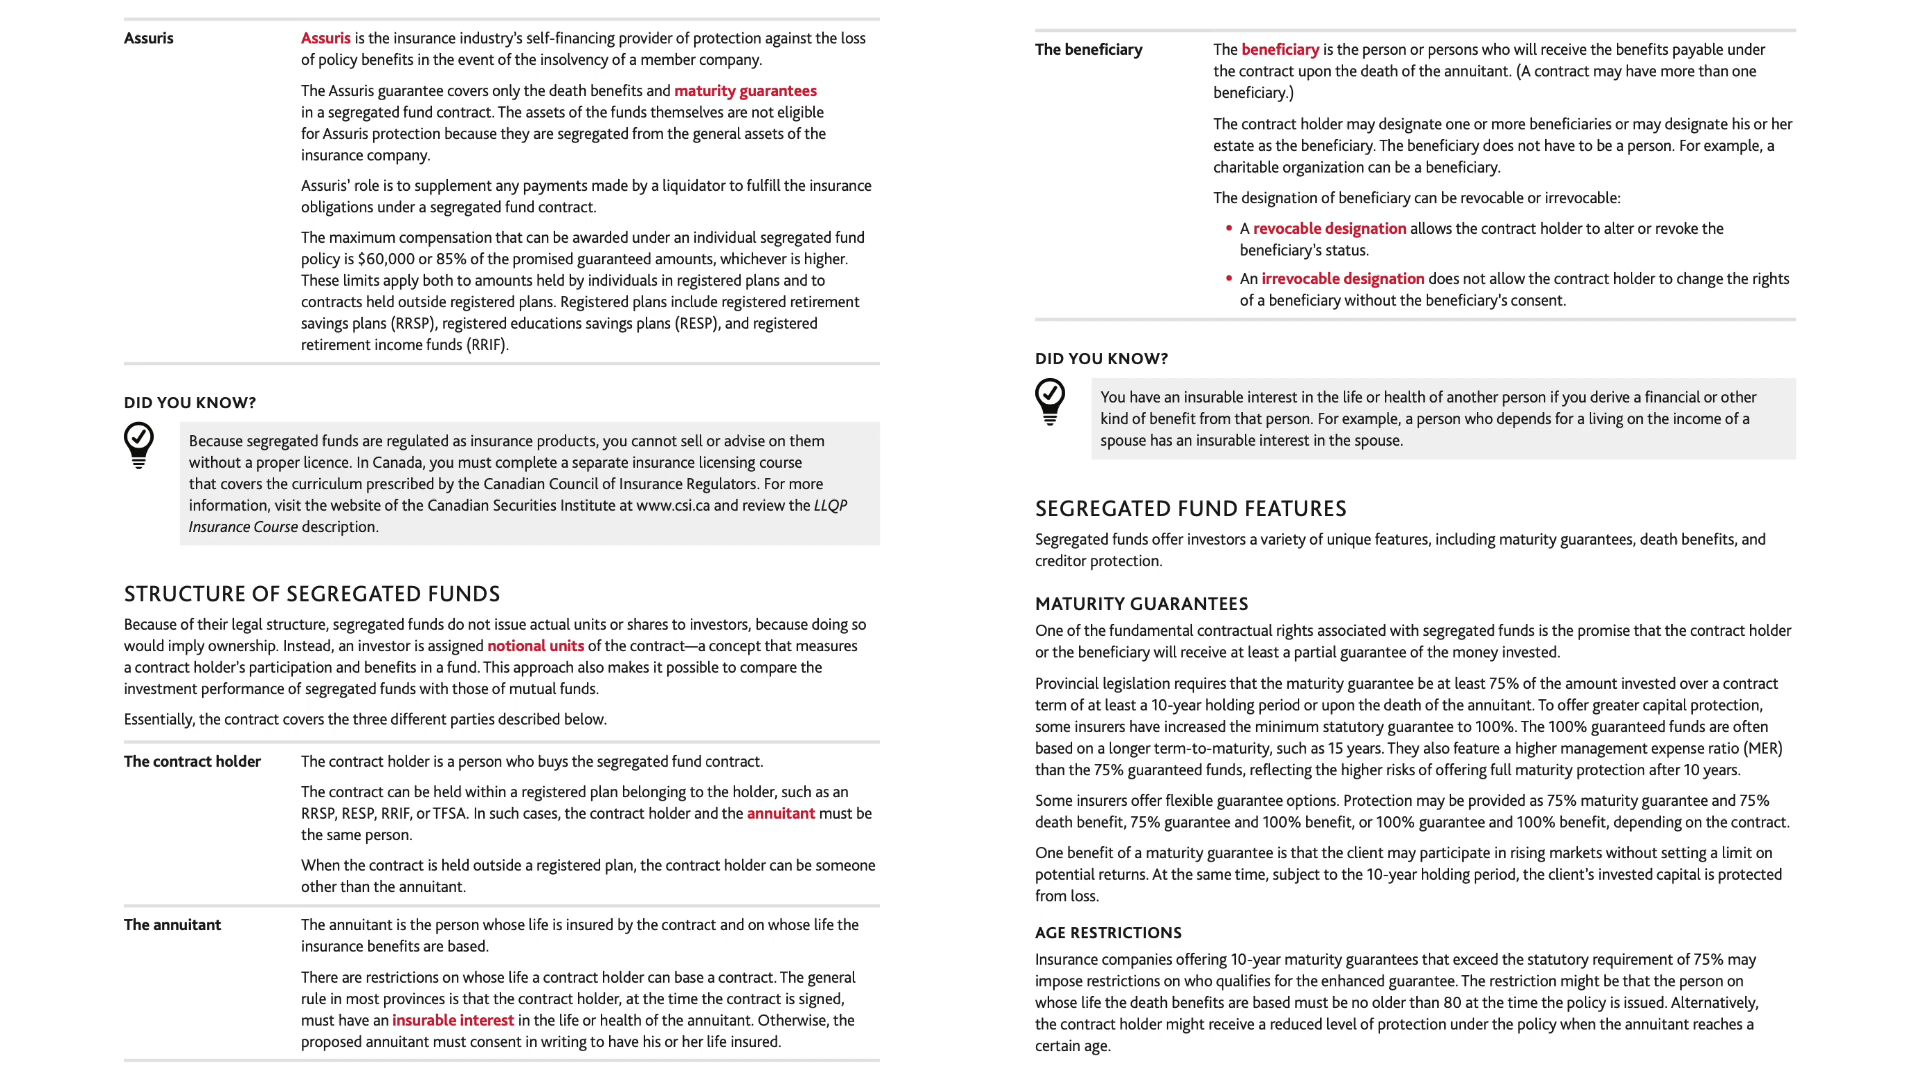 Assuris
Assuris is the insurance industry's self-financing provider of protection against the loss
of policy benefits in the event of the insolvency of a member company.
The Assuris guarantee covers only the death benefits and maturity guarantees
in a segregated fund contract. The assets of the funds themselves are not eligible
for Assuris protection because they are segregated from the general assets of the
insurance company.
Assuris' role is to supplement any payments made by a liquidator to fulfill the insurance
obligations under a segregated fund contract.
The maximum compensation that can be awarded under an individual segregated fund
policy is $60,000 or 85% of the promised guaranteed amounts, whichever is higher.
These limits apply both to amounts held by individuals in registered plans and to
contracts held outside registered plans. Registered plans include registered retirement
savings plans (RRSP), registered educations savings plans (RESP), and registered
retirement income funds (RRIF).
DID YOU KNOW?
Because segregated funds are regulated as insurance products, you cannot sell or advise on them
without a proper licence. In Canada, you must complete a separate insurance licensing course
that covers the curriculum prescribed by the Canadian Council of Insurance Regulators. For more
information, visit the website of the Canadian Securities Institute at www.csi.ca and review the LLQP
Insurance Course description.
STRUCTURE OF SEGREGATED FUNDS
Because of their legal structure, segregated funds do not issue actual units or shares to investors, because doing so
would imply ownership. Instead, an investor is assigned notional units of the contract—a concept that measures
a contract holder's participation and benefits in a fund. This approach also makes it possible to compare the
investment performance of segregated funds with those of mutual funds.
Essentially, the contract covers the three different parties described below.
The contract holder
The contract holder is a person who buys the segregated fund contract.
The contract can be held within a registered plan belonging to the holder, such as an
RRSP, RESP, RRIF, or TFSA. In such cases, the contract holder and the annuitant must be
the same person.
When the contract is held outside a registered plan, the contract holder can be someone
other than the annuitant.
The annuitant
The annuitant is the person whose life is insured by the contract and on whose life the
insurance benefits are based.
There are restrictions on whose life a contract holder can base a contract. The general
rule in most provinces is that the contract holder, at the time the contract is signed,
must have an insurable interest in the life or health of the annuitant. Otherwise, the
proposed annuitant must consent in writing to have his or her life insured.
The beneficiary
The beneficiary is the person or persons who will receive the benefits payable under
the contract upon the death of the annuitant. (A contract may have more than one
beneficiary.)
The contract holder may designate one or more beneficiaries or may designate his or her
estate as the beneficiary. The beneficiary does not have to be a person. For example, a
charitable organization can be a beneficiary.
The designation of beneficiary can be revocable or irrevocable:
• A revocable designation allows the contract holder to alter or revoke the
beneficiary's status.
• An irrevocable designation does not allow the contract holder to change the rights
of a beneficiary without the beneficiary's consent.
DID YOU KNOW?
You have an insurable interest in the life or health of another person if you derive a financial or other
kind of benefit from that person. For example, a person who depends for a living on the income of a
spouse has an insurable interest in the spouse.
SEGREGATED FUND FEATURES
Segregated funds offer investors a variety of unique features, including maturity guarantees, death benefits, and
creditor protection.
MATURITY GUARANTEES
One of the fundamental contractual rights associated with segregated funds is the promise that the contract holder
or the beneficiary will receive at least a partial guarantee of the money invested.
Provincial legislation requires that the maturity guarantee be at least 75% of the amount invested over a contract
term of at least a 10-year holding period or upon the death of the annuitant. To offer greater capital protection,
some insurers have increased the minimum statutory guarantee to 100%. The 100% guaranteed funds are often
based on a longer term-to-maturity, such as 15 years. They also feature a higher management expense ratio (MER)
than the 75% guaranteed funds, reflecting the higher risks of offering full maturity protection after 10 years.
Some insurers offer flexible guarantee options. Protection may be provided as 75% maturity guarantee and 75%
death benefit, 75% guarantee and 100% benefit, or 100% guarantee and 100% benefit, depending on the contract.
One benefit of a maturity guarantee is that the client may participate in rising markets without setting a limit on
potential returns. At the same time, subject to the 10-year holding period, the client's invested capital is protected
from loss.
AGE RESTRICTIONS
Insurance companies offering 10-year maturity guarantees that exceed the statutory requirement of 75% may
impose restrictions on who qualifies for the enhanced guarantee. The restriction might be that the person on
whose life the death benefits are based must be no older than 80 at the time the policy is issued. Alternatively,
the contract holder might receive a reduced level of protection under the policy when the annuitant reaches a
certain age.